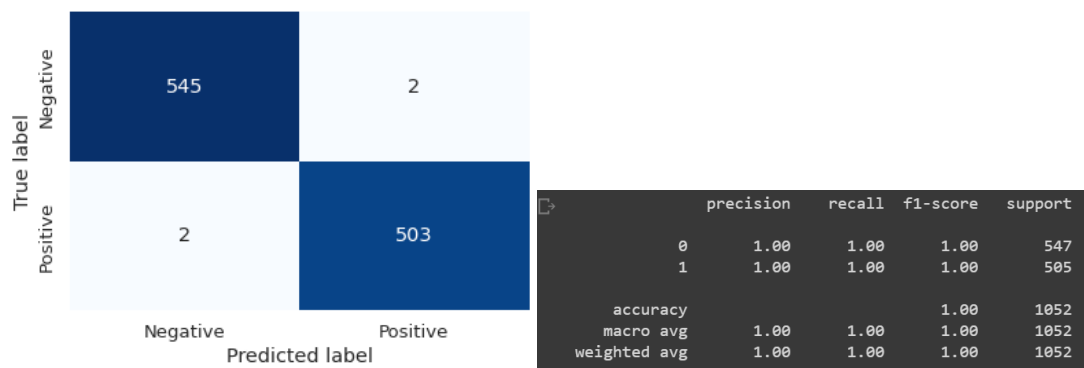 True label
Negative
545 2
Positive
2 503
Negative Positive
Predicted label
precision recall f1-score support
0 1.00 1.00 1.00 547
1 1.00 1.00 1.00 505
accuracy 1.00 1052
macro avg 1.00 1.00 1.00 1052
weighted avg 1.00 1.00 1.00 1052